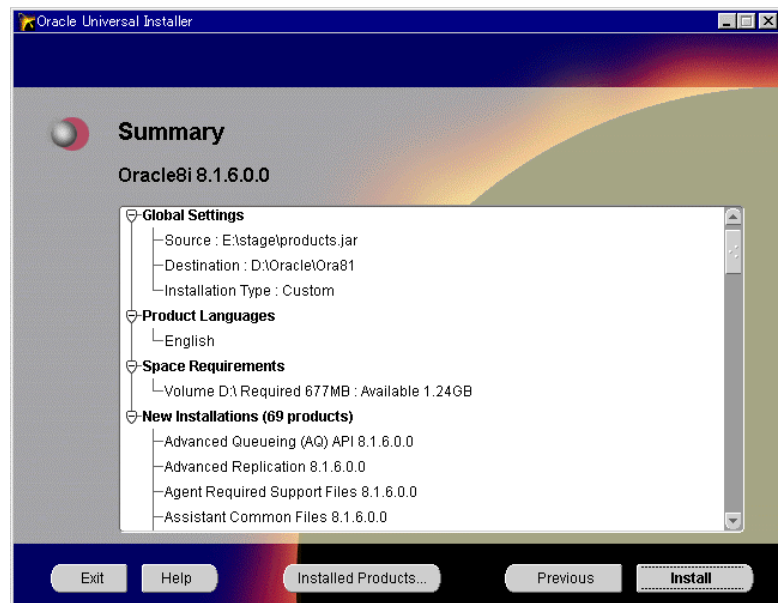 Oracle Universal Installer
Summary
Oracle8i 8.1.6.0.0
Global Settings
Source : E:\stage\products.jar
Destination : D:\Oracle\Ora81
Installation Type : Custom
Product Languages
English
Space Requirements
Volume D:\ Required 677MB : Available 1.24GB
New Installations (69 products)
Advanced Queueing (AQ) API 8.1.6.0.0
Advanced Replication 8.1.6.0.0
Agent Required Support Files 8.1.6.0.0
Assistant Common Files 8.1.6.0.0
Exit Help Installed Products... Previous Install